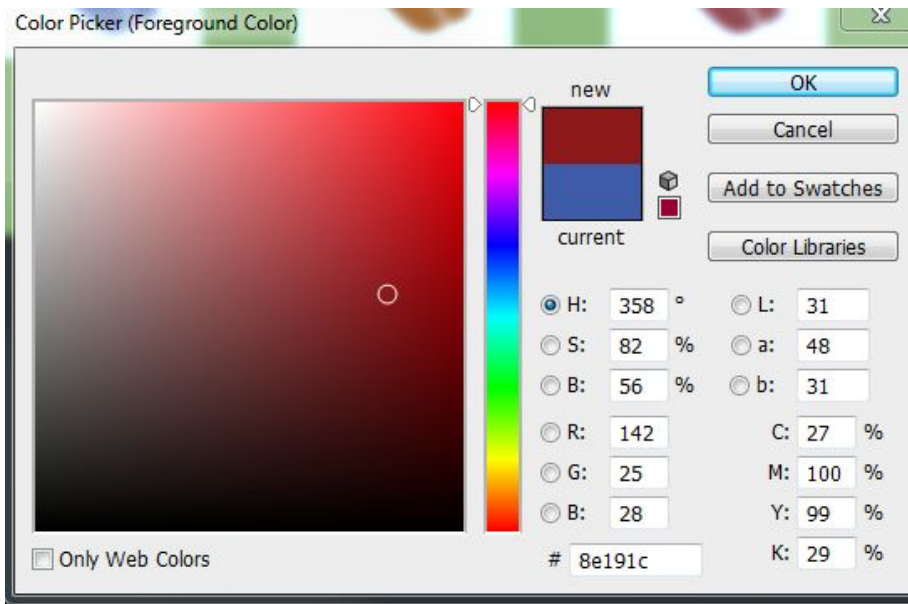 Color Picker (Foreground Color)
new
OK
Cancel
Add to Swatches
current
Color Libraries
H: 358 ° L: 31
S: 82 % a: 48
B: 56 % b: 31
R: 142 C: 27 %
G: 25 M: 100 %
B: 28 Y: 99 %
Only Web Colors # 8e191c K: 29 %